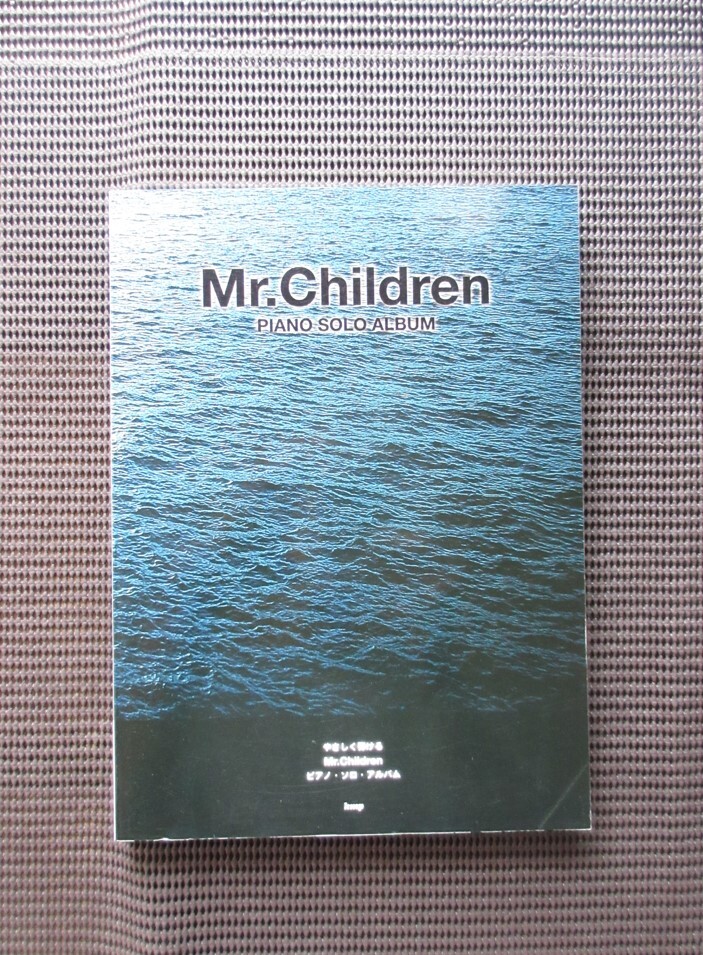 Mr.Children
PIANO SOLO ALBUM
やさしく弾ける
Mr.Children
ピアノ・ソロ・アルバム
kmp